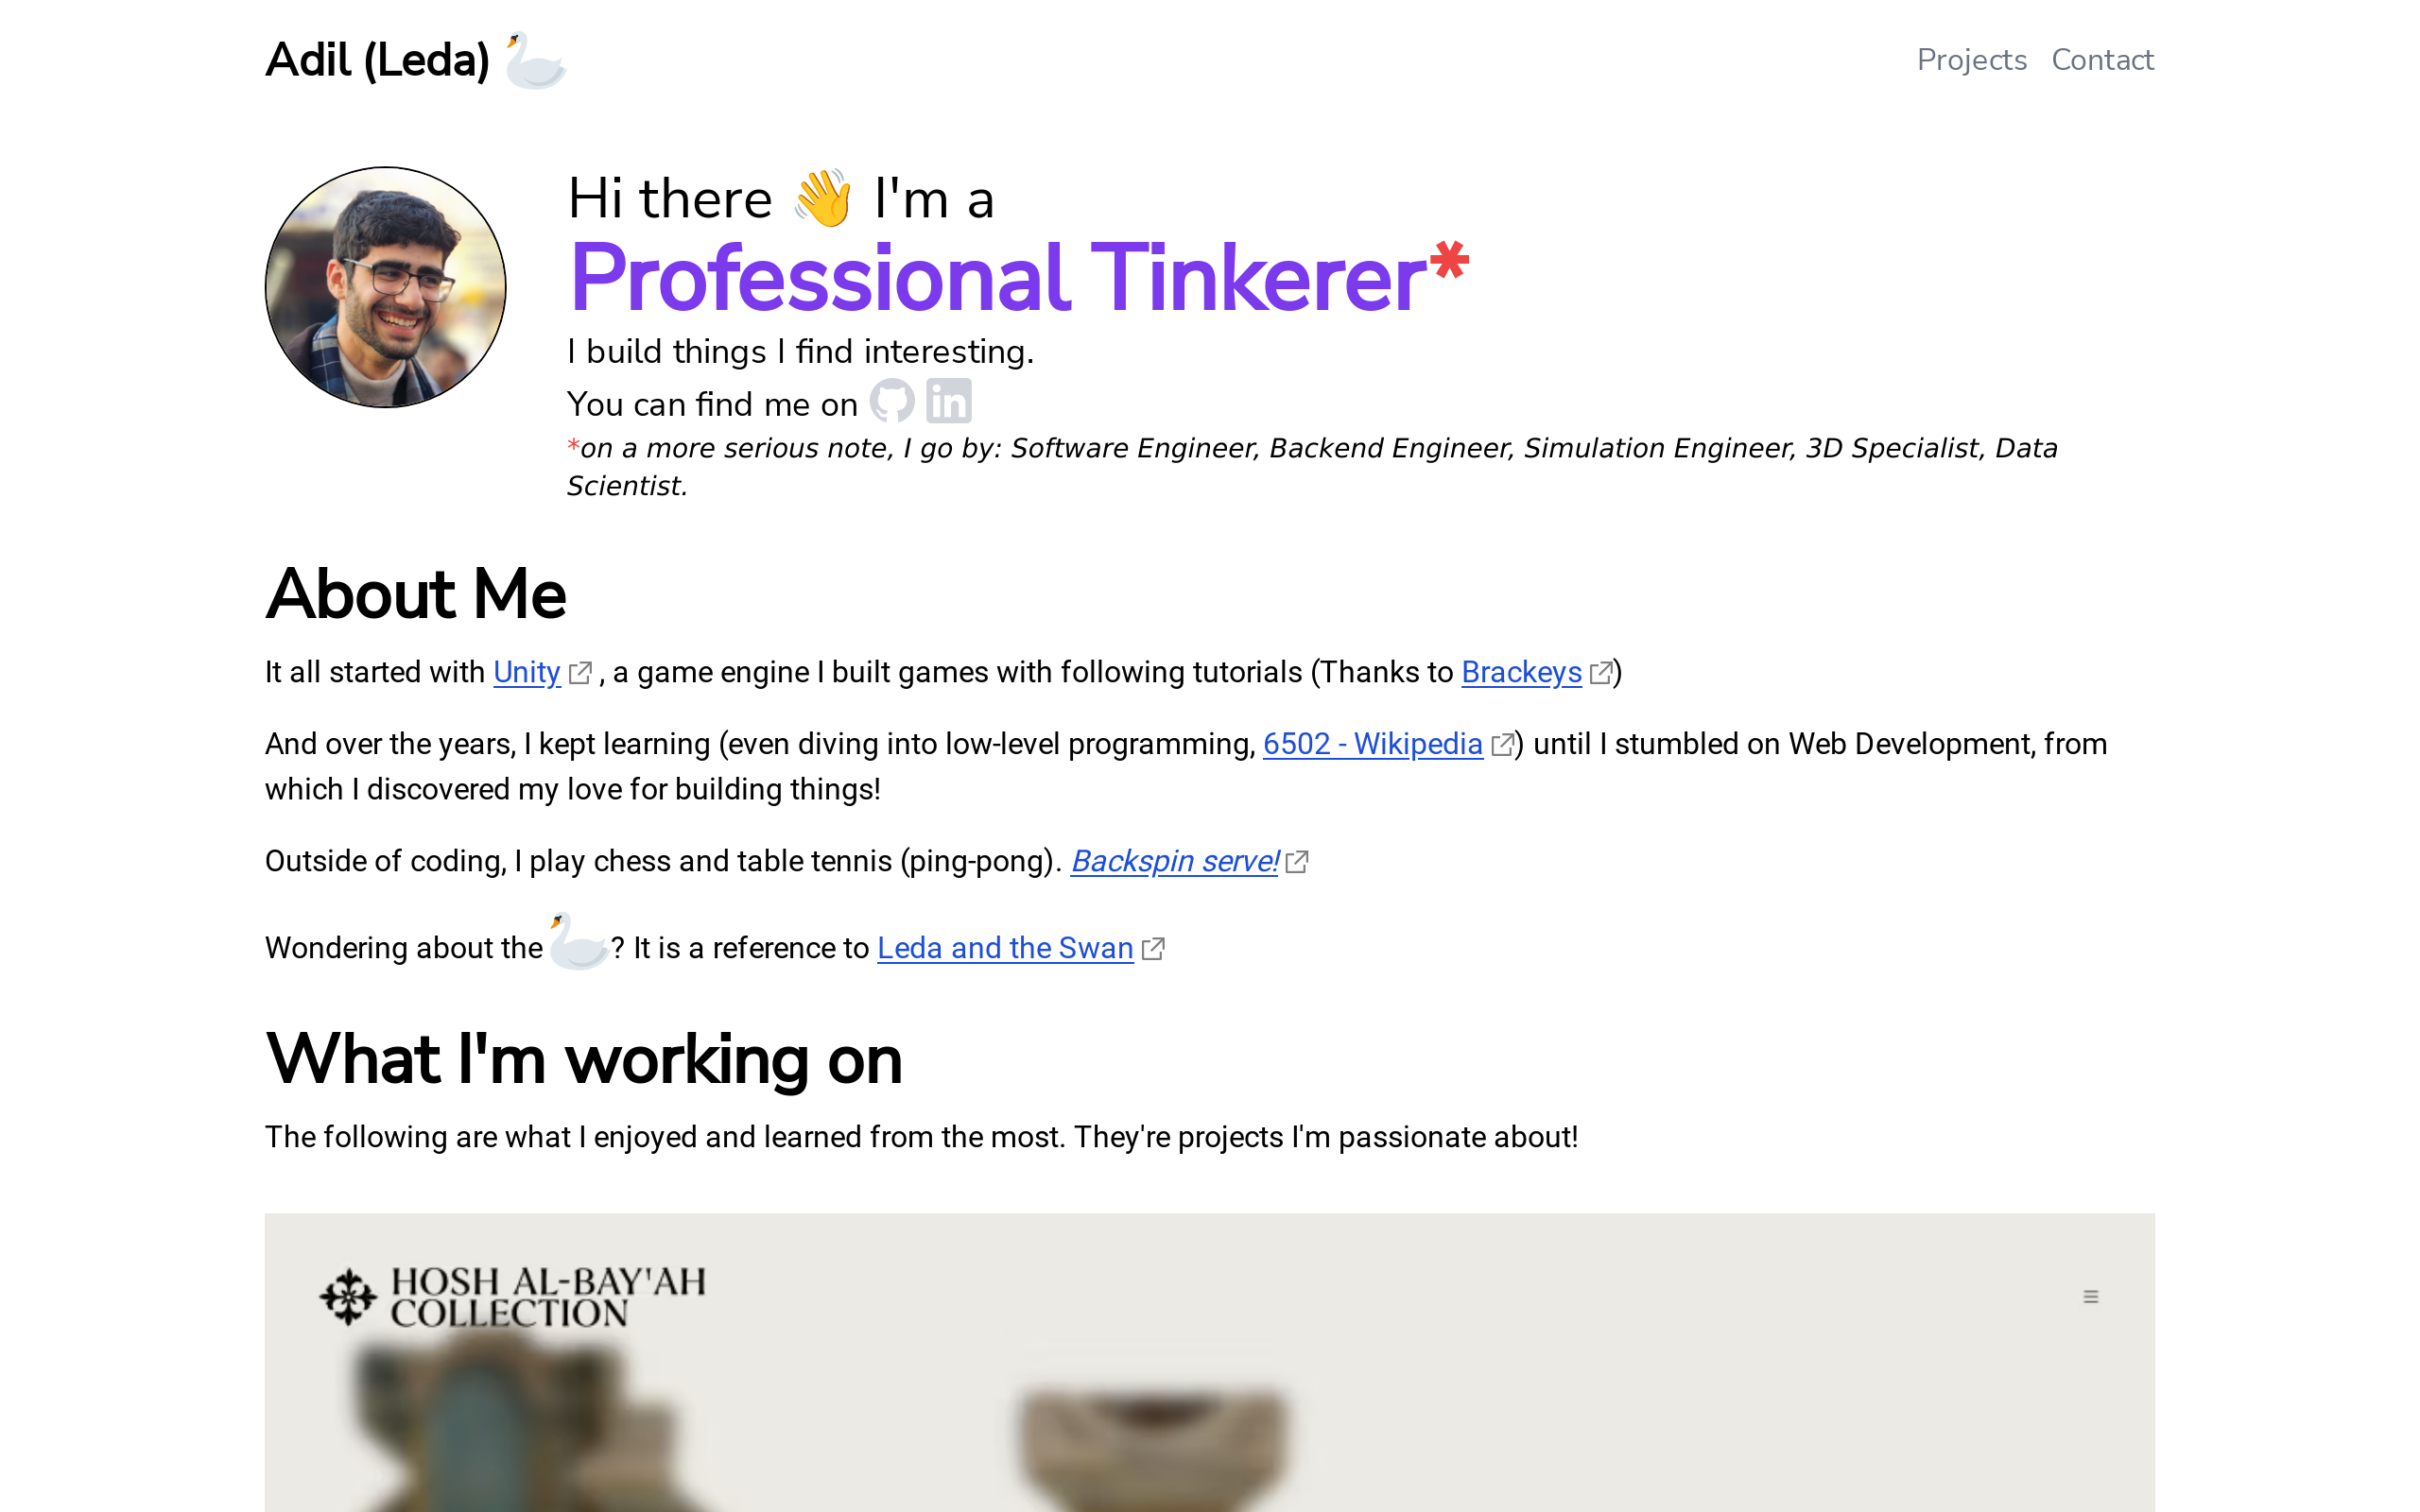 Adil (Leda) 🦢
Projects Contact
Hi there 👋 I'm a
Professional Tinkerer*
I build things I find interesting.
You can find me on
*on a more serious note, I go by: Software Engineer, Backend Engineer, Simulation Engineer, 3D Specialist, Data
Scientist.
About Me
It all started with Unity , a game engine I built games with following tutorials (Thanks to Brackeys )
And over the years, I kept learning (even diving into low-level programming, 6502 - Wikipedia ) until I stumbled on Web Development, from
which I discovered my love for building things!
Outside of coding, I play chess and table tennis (ping-pong). Backspin serve!
Wondering about the 🦢? It is a reference to Leda and the Swan
What I'm working on
The following are what I enjoyed and learned from the most. They're projects I'm passionate about!
HOSH AL-BAY'AH
COLLECTION